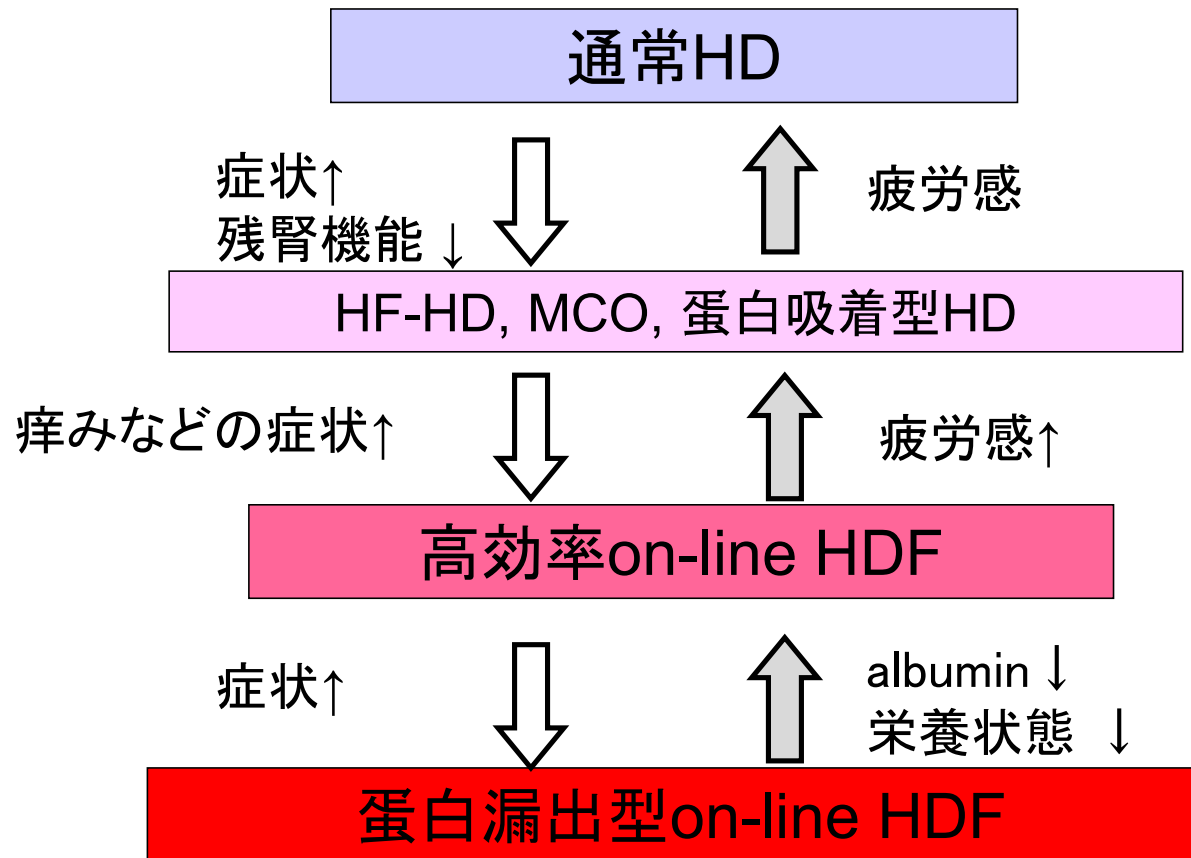 通常HD
症状↑
残腎機能↓
疲労感
HF-HD, MCO, 蛋白吸着型HD
痒みなどの症状↑
疲労感↑
高効率on-line HDF
症状↑
albumin ↓
栄養状態 ↓
蛋白漏出型on-line HDF